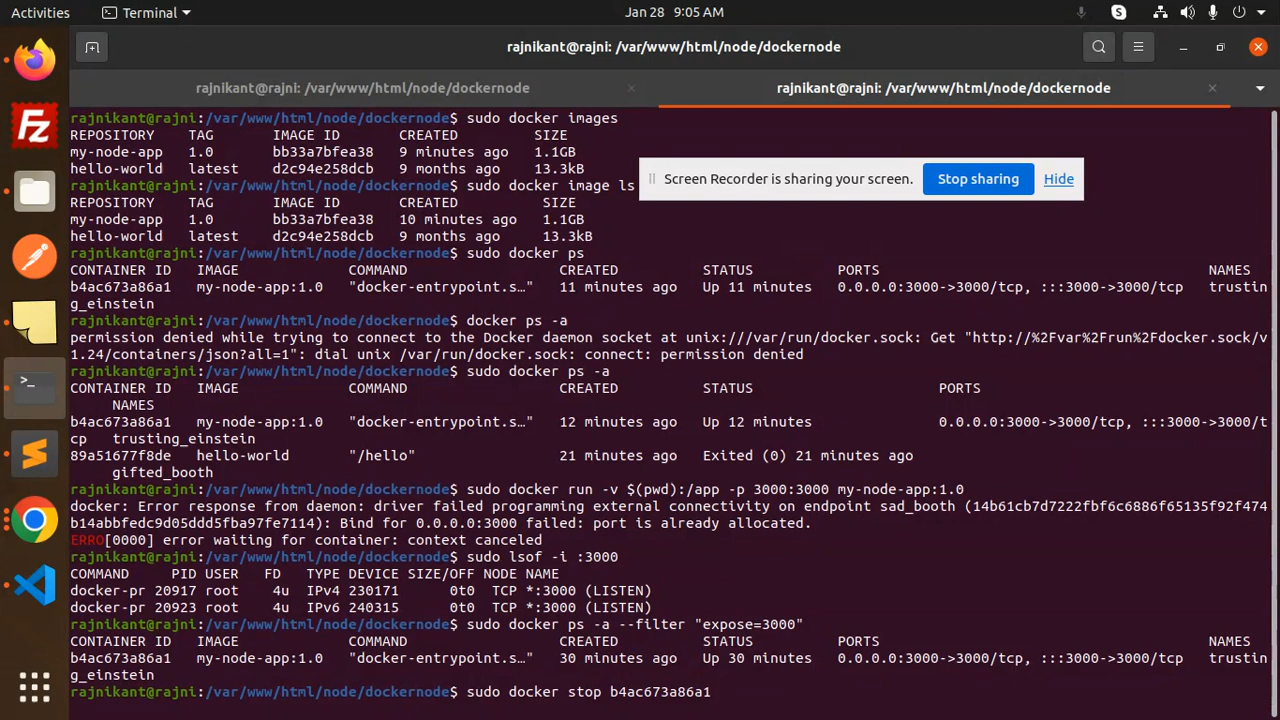 Activities
Terminal
Jan 28 9:05 AM
rajnikant@rajni: /var/www/html/node/dockernode
rajnikant@rajni: /var/www/html/node/dockernode
rajnikant@rajni: /var/www/html/node/dockernode
rajnikant@rajni:/var/www/html/node/dockernode$ sudo docker images
REPOSITORY TAG IMAGE ID CREATED SIZE
my-node-app 1.0 bb33a7bfea38 9 minutes ago 1.1GB
hello-world latest d2c94e258dcb 9 months ago 13.3kB
Screen Recorder is sharing your screen.
Stop sharing
Hide
rajnikant@rajni:/var/www/html/node/dockernode$ sudo docker image ls
REPOSITORY TAG IMAGE ID CREATED SIZE
my-node-app 1.0 bb33a7bfea38 10 minutes ago 1.1GB
hello-world latest d2c94e258dcb 9 months ago 13.3kB
rajnikant@rajni:/var/www/html/node/dockernode$ sudo docker ps
CONTAINER ID IMAGE COMMAND CREATED STATUS PORTS NAMES
b4ac673a86a1 my-node-app:1.0 "docker-entrypoint.s…" 11 minutes ago Up 11 minutes 0.0.0.0:3000->3000/tcp, :::3000->3000/tcp trustin
g_einstein
rajnikant@rajni:/var/www/html/node/dockernode$ docker ps -a
permission denied while trying to connect to the Docker daemon socket at unix:///var/run/docker.sock: Get "http://%2Fvar%2Frun%2Fdocker.sock/v
1.24/containers/json?all=1": dial unix /var/run/docker.sock: connect: permission denied
rajnikant@rajni:/var/www/html/node/dockernode$ sudo docker ps -a
CONTAINER ID IMAGE COMMAND CREATED STATUS PORTS
NAMES
b4ac673a86a1 my-node-app:1.0 "docker-entrypoint.s…" 12 minutes ago Up 12 minutes 0.0.0.0:3000->3000/tcp, :::3000->3000/t
cp trusting_einstein
89a51677f8de hello-world "/hello" 21 minutes ago Exited (0) 21 minutes ago
gifted_booth
rajnikant@rajni:/var/www/html/node/dockernode$ sudo docker run -v $(pwd):/app -p 3000:3000 my-node-app:1.0
docker: Error response from daemon: driver failed programming external connectivity on endpoint sad_booth (14b61cb7d7222fbf6c6886f65135f92f474
b14abbfedc9d05ddd5fba97fe7114): Bind for 0.0.0.0:3000 failed: port is already allocated.
ERRO[0000] error waiting for container: context canceled
rajnikant@rajni:/var/www/html/node/dockernode$ sudo lsof -i :3000
COMMAND PID USER FD TYPE DEVICE SIZE/OFF NODE NAME
docker-pr 20917 root 4u IPv4 230171 0t0 TCP *:3000 (LISTEN)
docker-pr 20923 root 4u IPv6 240315 0t0 TCP *:3000 (LISTEN)
rajnikant@rajni:/var/www/html/node/dockernode$ sudo docker ps -a --filter "expose=3000"
CONTAINER ID IMAGE COMMAND CREATED STATUS PORTS NAMES
b4ac673a86a1 my-node-app:1.0 "docker-entrypoint.s…" 30 minutes ago Up 30 minutes 0.0.0.0:3000->3000/tcp, :::3000->3000/tcp trustin
g_einstein
rajnikant@rajni:/var/www/html/node/dockernode$ sudo docker stop b4ac673a86a1